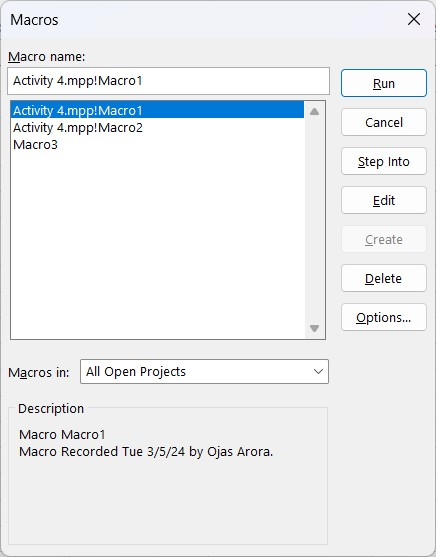 Macros
Macro name:
Activity 4.mpp!Macro1
Run
Activity 4.mpp!Macro1
Activity 4.mpp!Macro2
Macro3
Cancel
Step Into
Edit
Create
Delete
Options...
Macros in:
All Open Projects
Description
Macro Macro1
Macro Recorded Tue 3/5/24 by Ojas Arora.